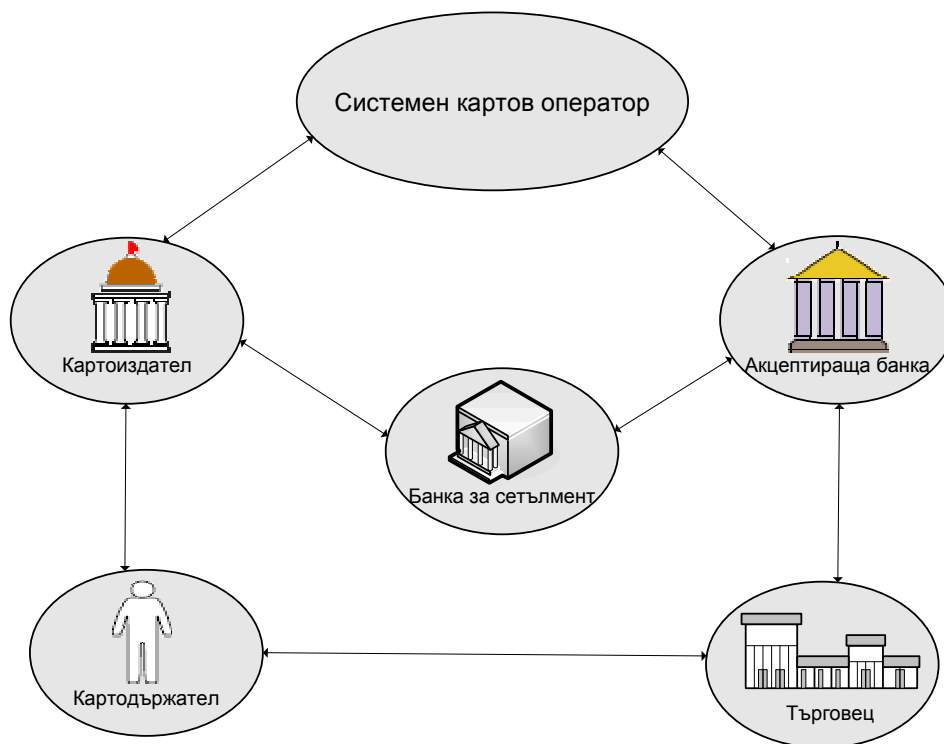 Системен картов оператор
Картоиздател
Акцептираща банка
Банка за сетълмент
Картодържател
Търговец